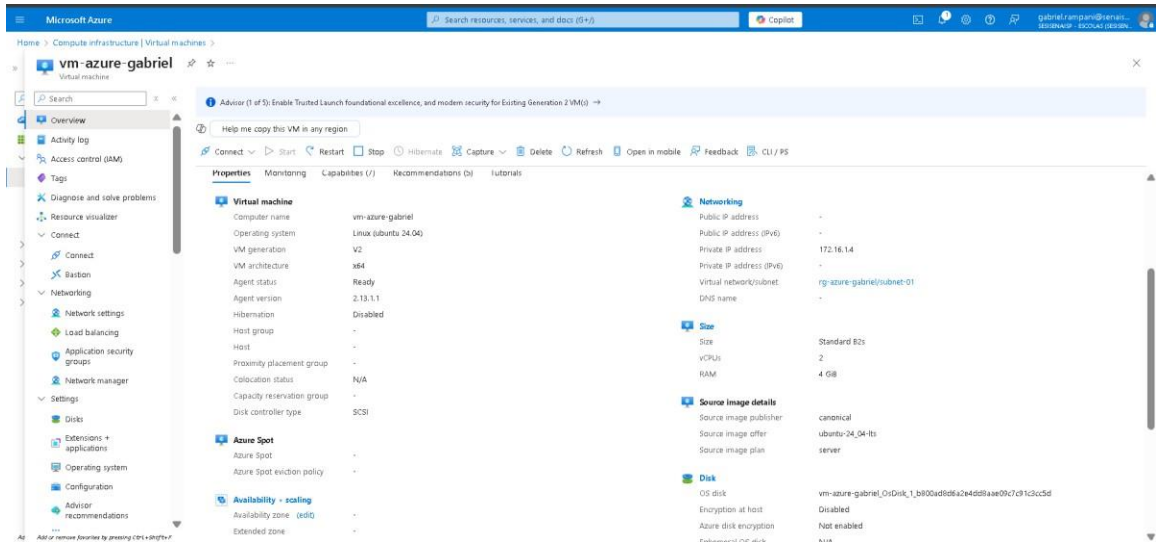 Microsoft Azure
Search resources, services, and docs (G+/)
Copilot
gabriel.rampani@senais...
Home > Compute infrastructure | Virtual machines >
vm-azure-gabriel
Virtual machine
Search
Overview
Activity log
Access control (IAM)
Tags
Diagnose and solve problems
Resource visualizer
Connect
Connect
Bastion
Networking
Network settings
Load balancing
Application security
groups
Network manager
Settings
Disks
Extensions +
applications
Operating system
Configuration
Advisor
recommendations
Add or remove favorites by pressing Ctrl+Shift+F
Advisor (1 of 5): Enable Trusted Launch foundational excellence, and modern security for Existing Generation 2 VM(s) →
Help me copy this VM in any region
Connect Start Restart Stop Hibernate Capture Delete Refresh Open in mobile Feedback CLI / PS
Properties Monitoring Capabilities (7) Recommendations (5) Tutorials
Virtual machine
Computer name vm-azure-gabriel
Operating system Linux (ubuntu 24.04)
VM generation V2
VM architecture x64
Agent status Ready
Agent version 2.13.1.1
Hibernation Disabled
Host group -
Host -
Proximity placement group -
Colocation status N/A
Capacity reservation group -
Disk controller type SCSI
Azure Spot
Azure Spot -
Azure Spot eviction policy -
Availability + scaling
Availability zone (edit) -
Extended zone -
Networking
Public IP address -
Public IP address (IPv6) -
Private IP address 172.16.1.4
Private IP address (IPv6) -
Virtual network/subnet rg-azure-gabriel/subnet-01
DNS name -
Size
Size Standard B2s
vCPUs 2
RAM 4 GiB
Source image details
Source image publisher canonical
Source image offer ubuntu-24_04-lts
Source image plan server
Disk
OS disk vm-azure-gabriel_OsDisk_1_b800ad8d6a2e4dd8aae09c7c91c3cc5d
Encryption at host Disabled
Azure disk encryption Not enabled
Ephemeral OS disk N/A